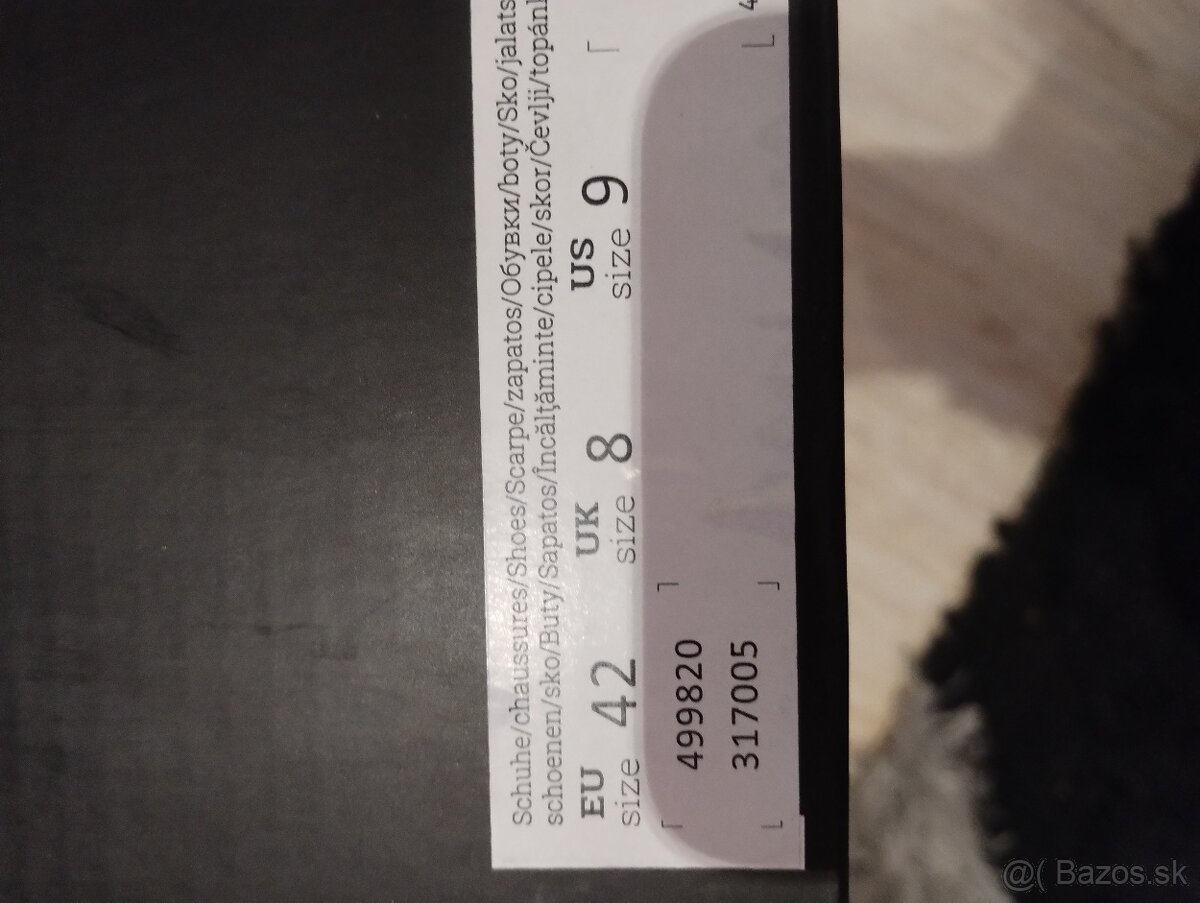 Schuhe/chaussures/Shoes/Scarpe/zapatos/Обувки/boty/Sko/jalats
schoenen/sko/Buty/Sapatos/Încălţăminte/cipele/skor/Čevlji/topánk
EU UK US
size 42 size 8 size 9
499820
317005
4
@( Bazos.sk